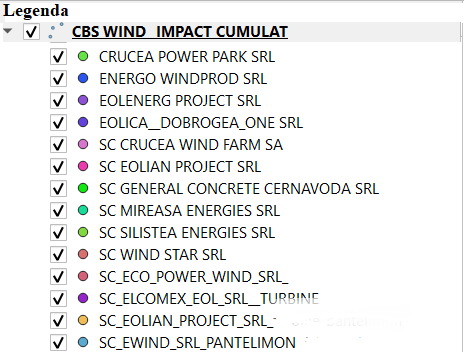 Legenda
CBS WIND_ IMPACT CUMULAT
CRUCEA POWER PARK SRL
ENERGO WINDPROD SRL
EOLENERG PROJECT SRL
EOLICA__DOBROGEA_ONE SRL
SC CRUCEA WIND FARM SA
SC EOLIAN PROJECT SRL
SC GENERAL CONCRETE CERNAVODA SRL
SC MIREASA ENERGIES SRL
SC SILISTEA ENERGIES SRL
SC WIND STAR SRL
SC_ECO_POWER_WIND_SRL_
SC_ELCOMEX_EOL_SRL__TURBINE
SC_EOLIAN_PROJECT_SRL_
SC_EWIND_SRL_PANTELIMON